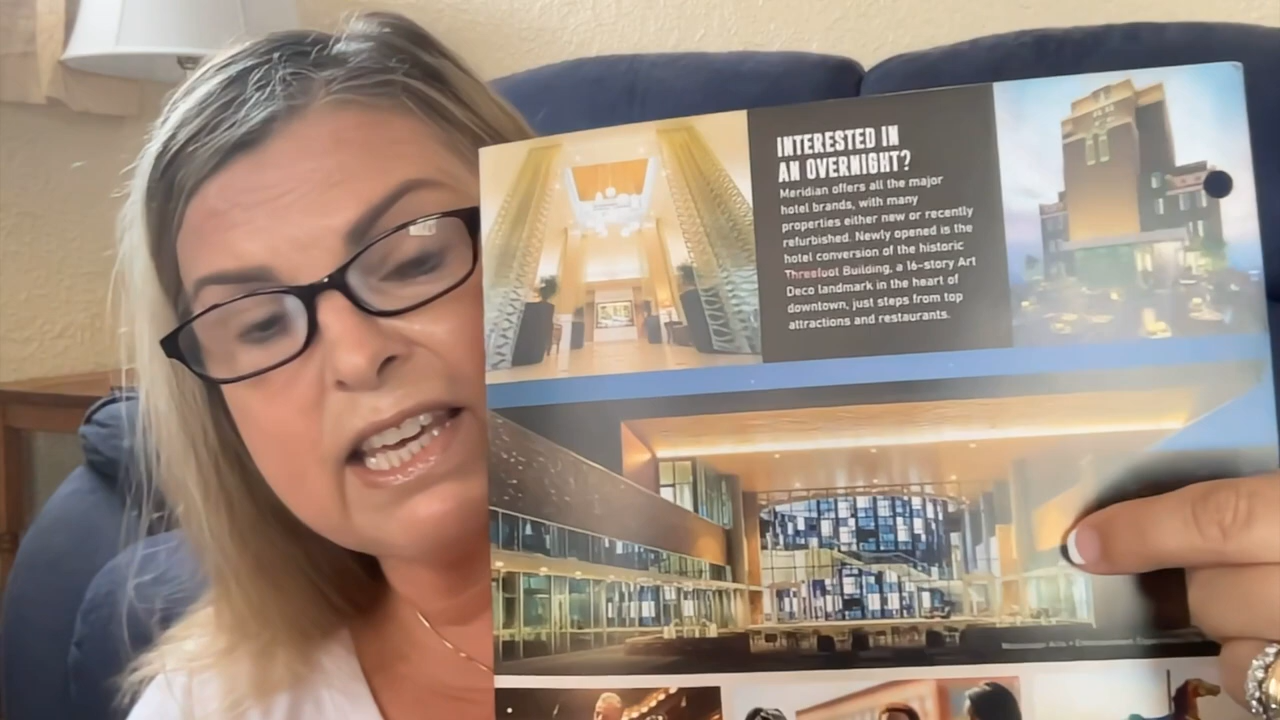 INTERESTED IN
AN OVERNIGHT?
Meridian offers all the major
hotel brands, with many
properties either new or recently
refurbished. Newly opened is the
hotel conversion of the historic
Threefoot Building, a 16-story Art
Deco landmark in the heart of
downtown, just steps from top
attractions and restaurants.